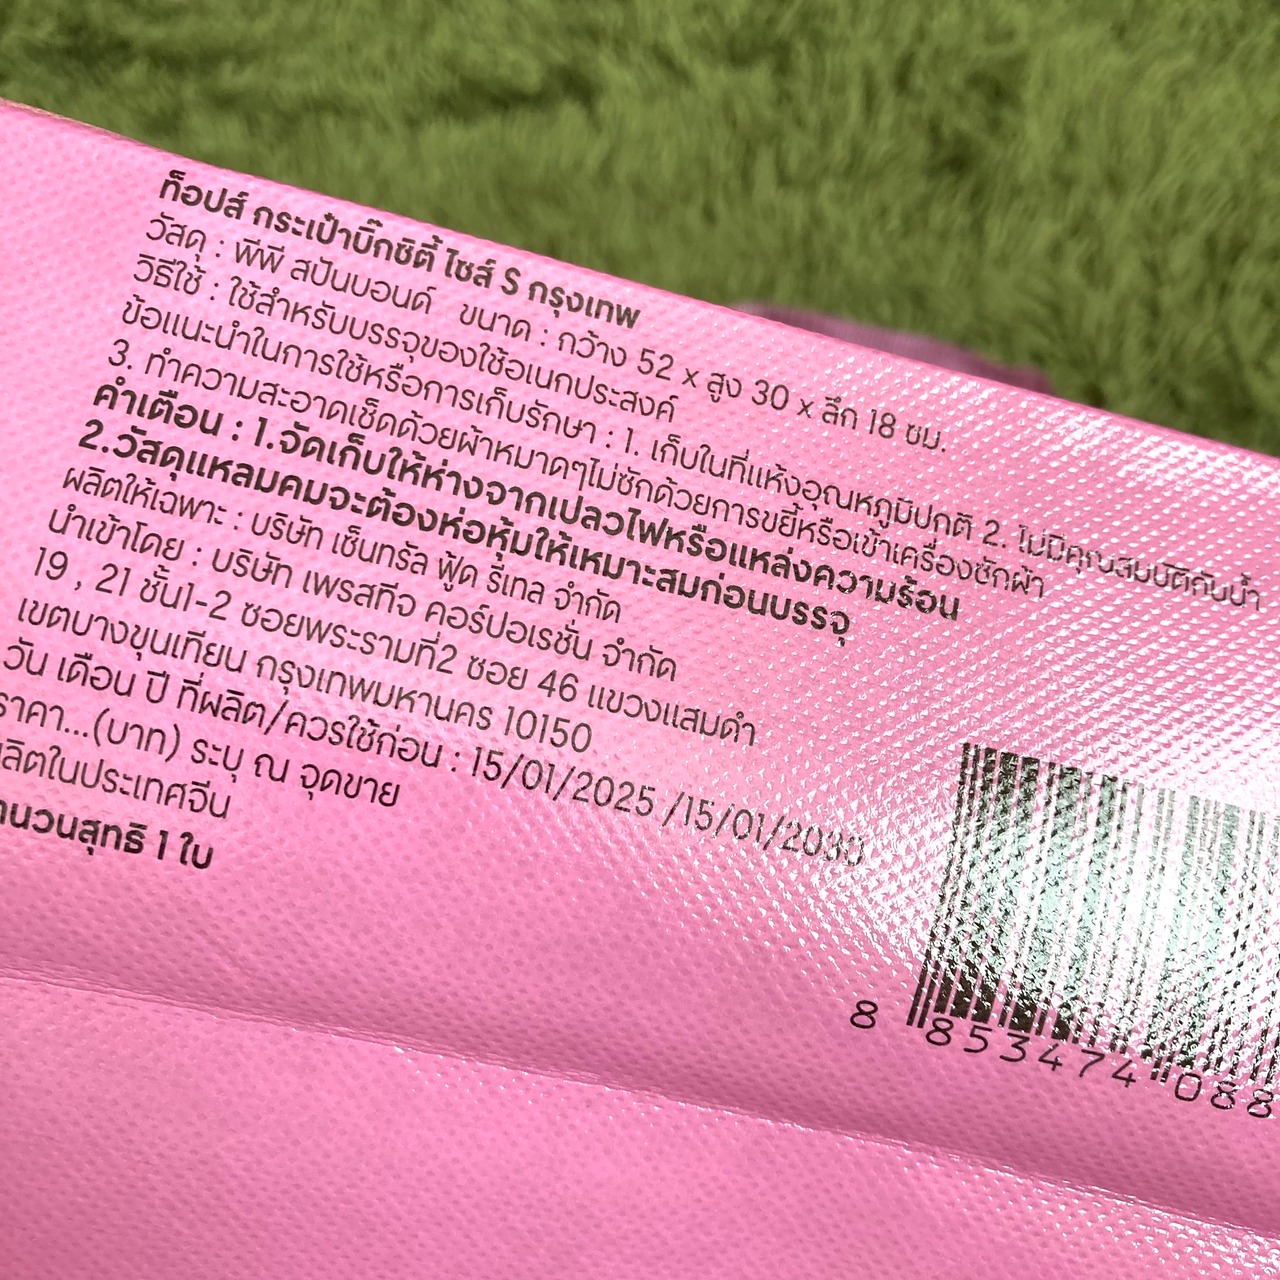 ท็อปส์ กระเป๋าบิ๊กซิตี้ ไซส์ S กรุงเทพ
วัสดุ : พีพี สปันบอนด์ ขนาด : กว้าง 52 x สูง 30 x ลึก 18 ซม.
วิธีใช้ : ใช้สำหรับบรรจุของใช้อเนกประสงค์
ข้อแนะนำในการใช้หรือการเก็บรักษา : 1. เก็บในที่แห้งอุณหภูมิปกติ 2. ไม่มีคุณสมบัติกันน้ำ
3. ทำความสะอาดเช็ดด้วยผ้าหมาดๆไม่ซักด้วยการขยี้หรือเข้าเครื่องซักผ้า
คำเตือน : 1.จัดเก็บให้ห่างจากเปลวไฟหรือแหล่งความร้อน
2.วัสดุแหลมคมจะต้องห่อหุ้มให้เหมาะสมก่อนบรรจุ
ผลิตให้เฉพาะ : บริษัท เซ็นทรัล ฟู้ด รีเทล จำกัด
นำเข้าโดย : บริษัท เพรสทีจ คอร์ปอเรชั่น จำกัด
19 , 21 ชั้น1-2 ซอยพระรามที่2 ซอย 46 แขวงแสมดำ
เขตบางขุนเทียน กรุงเทพมหานคร 10150
วัน เดือน ปี ที่ผลิต/ควรใช้ก่อน : 15/01/2025 /15/01/2030
ราคา...(บาท) ระบุ ณ จุดขาย
ผลิตในประเทศจีน
จำนวนสุทธิ 1 ใบ
8 853474 088